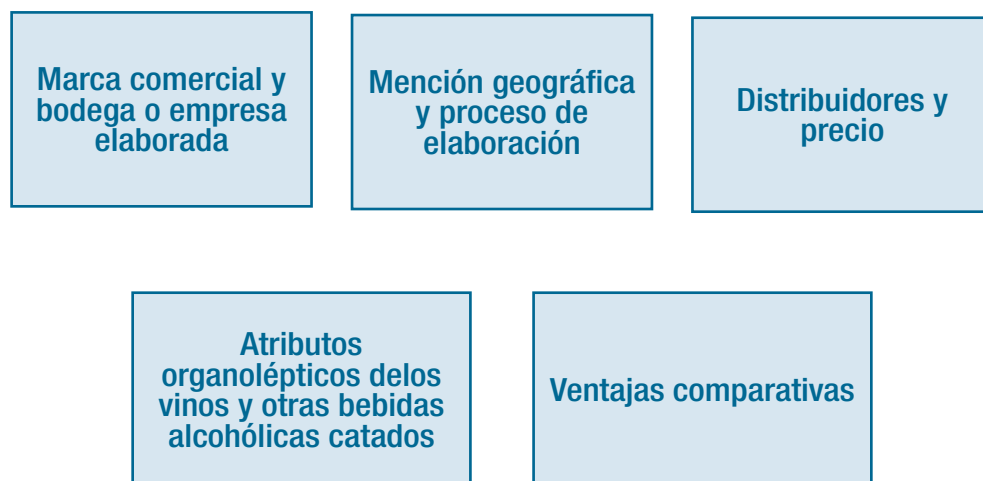 Marca comercial y
bodega o empresa
elaborada
Mención geográfica
y proceso de
elaboración
Distribuidores y
precio
Atributos
organolépticos delos
vinos y otras bebidas
alcohólicas catados
Ventajas comparativas